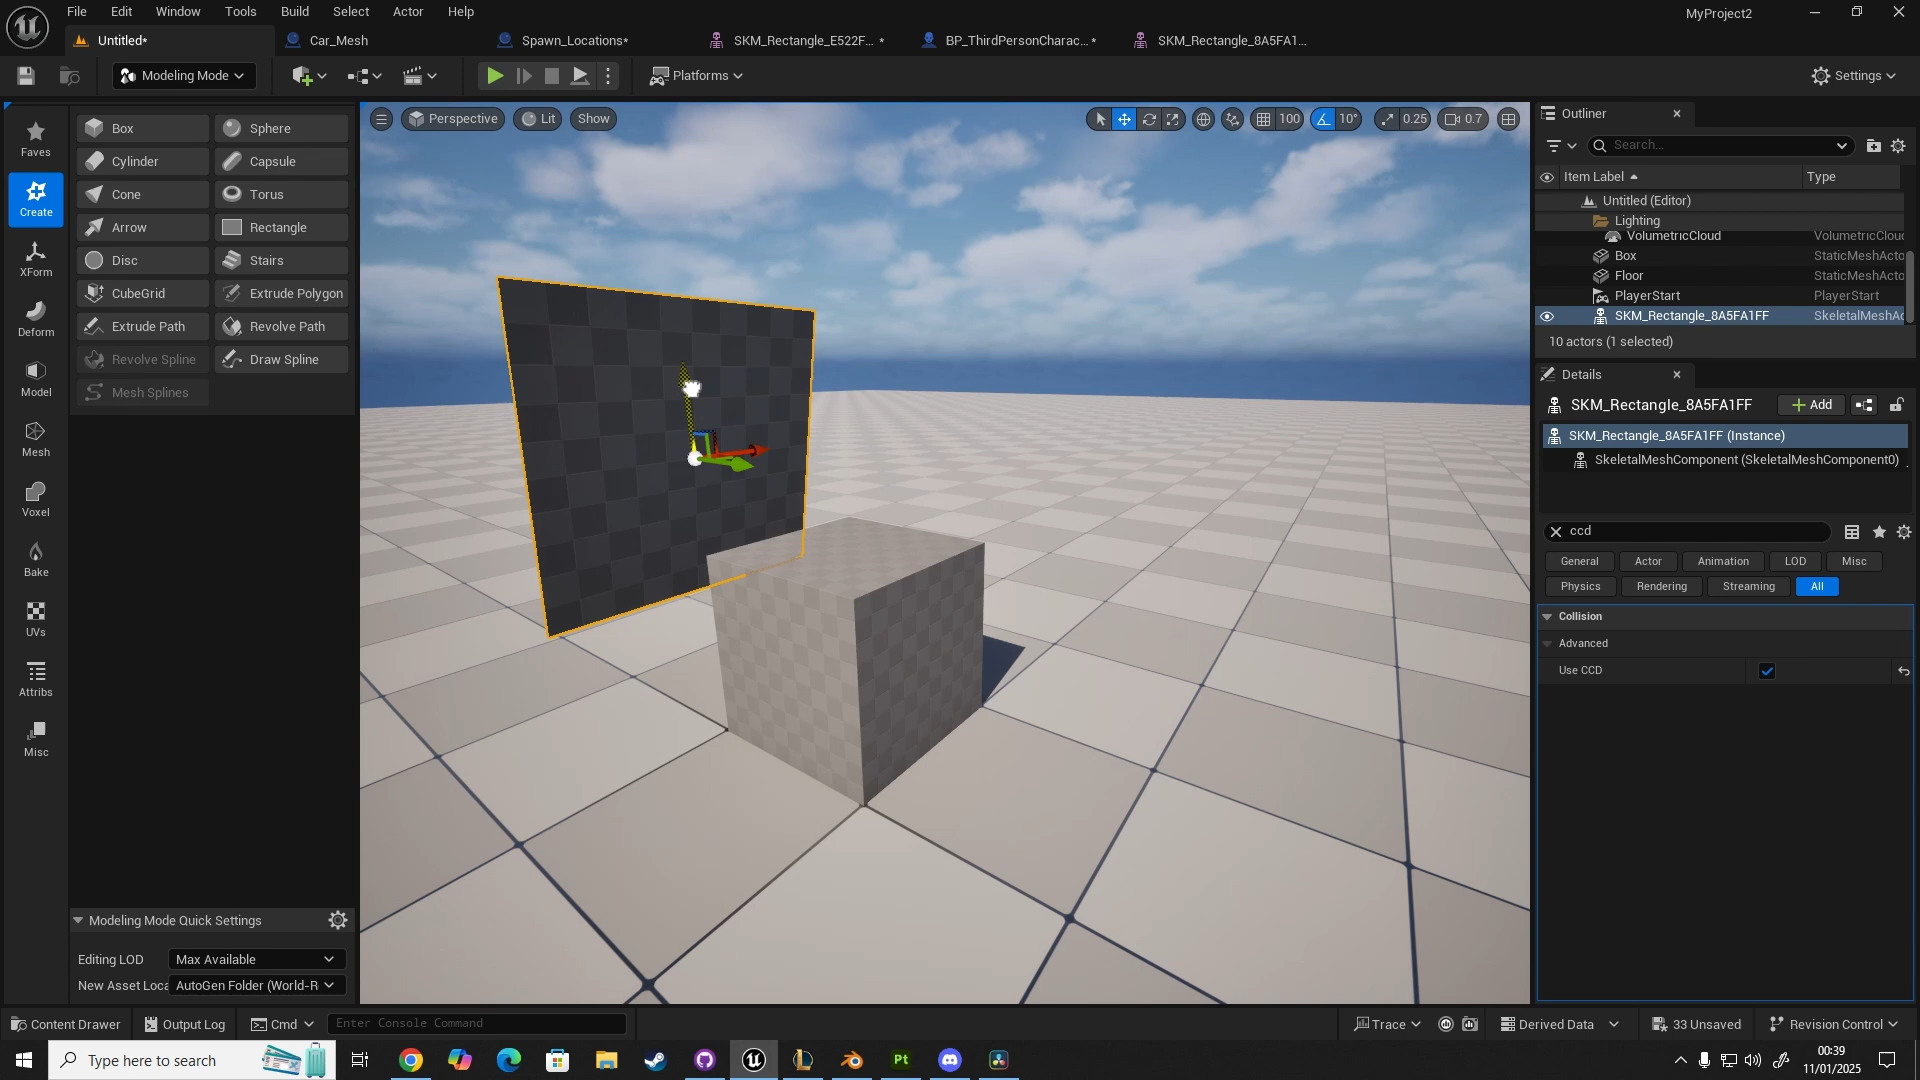 File Edit Window Tools Build Select Actor Help
MyProject2
Untitled*
Car_Mesh
Spawn_Locations*
SKM_Rectangle_E522F... *
BP_ThirdPersonCharac... *
SKM_Rectangle_8A5FA1...
Modeling Mode
Platforms
Settings
Faves
Create
XForm
Deform
Model
Mesh
Voxel
Bake
UVs
Attribs
Misc
Box Sphere
Cylinder Capsule
Cone Torus
Arrow Rectangle
Disc Stairs
CubeGrid Extrude Polygon
Extrude Path Revolve Path
Revolve Spline Draw Spline
Mesh Splines
Modeling Mode Quick Settings
Editing LOD Max Available
New Asset Loca AutoGen Folder (World-R
Perspective Lit Show
100 10° 0.25 0.7
Outliner
Search...
Item Label Type
Untitled (Editor)
Lighting
VolumetricCloud VolumetricCloud
Box StaticMeshActo
Floor StaticMeshActo
PlayerStart PlayerStart
SKM_Rectangle_8A5FA1FF SkeletalMeshAc
10 actors (1 selected)
Details
SKM_Rectangle_8A5FA1FF Add
SKM_Rectangle_8A5FA1FF (Instance)
SkeletalMeshComponent (SkeletalMeshComponent0)
ccd
General Actor Animation LOD Misc
Physics Rendering Streaming All
Collision
Advanced
Use CCD
Content Drawer Output Log Cmd Enter Console Command
Trace Derived Data 33 Unsaved Revision Control
Type here to search
Pt
00:39
11/01/2025